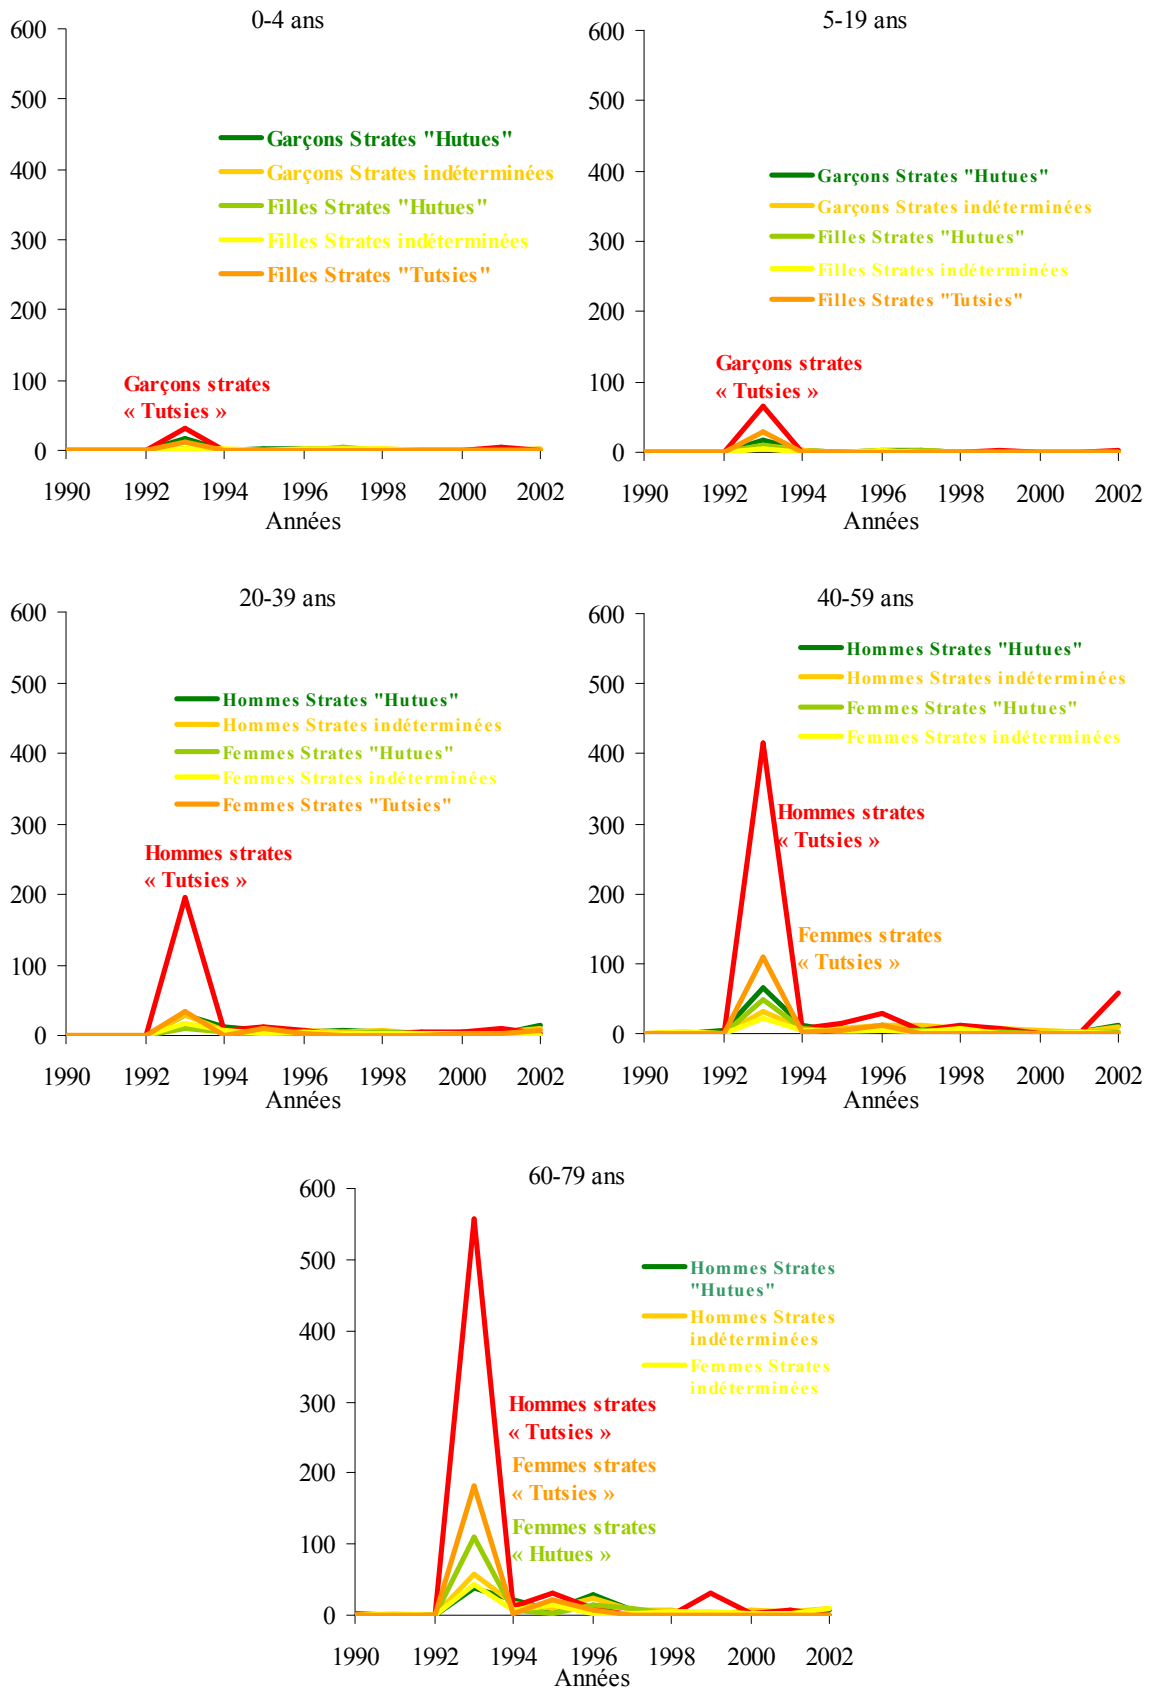 0-4 ans
600
500
400
300
200
100
0
Garçons Strates "Hutues"
Garçons Strates indéterminées
Filles Strates "Hutues"
Filles Strates indéterminées
Filles Strates "Tutsies"
Garçons strates
« Tutsies »
1990 1992 1994 1996 1998 2000 2002
Années
5-19 ans
600
500
400
300
200
100
0
Garçons Strates "Hutues"
Garçons Strates indéterminées
Filles Strates "Hutues"
Filles Strates indéterminées
Filles Strates "Tutsies"
Garçons strates
« Tutsies »
1990 1992 1994 1996 1998 2000 2002
Années
20-39 ans
600
500
400
300
200
100
0
Hommes Strates "Hutues"
Hommes Strates indéterminées
Femmes Strates "Hutues"
Femmes Strates indéterminées
Femmes Strates "Tutsies"
Hommes strates
« Tutsies »
1990 1992 1994 1996 1998 2000 2002
Années
40-59 ans
600
500
400
300
200
100
0
Hommes Strates "Hutues"
Hommes Strates indéterminées
Femmes Strates "Hutues"
Femmes Strates indéterminées
Hommes strates
« Tutsies »
Femmes strates
« Tutsies »
1990 1992 1994 1996 1998 2000 2002
Années
60-79 ans
600
500
400
300
200
100
0
Hommes Strates
"Hutues"
Hommes Strates
indéterminées
Femmes Strates
indéterminées
Hommes strates
« Tutsies »
Femmes strates
« Tutsies »
Femmes strates
« Hutues »
1990 1992 1994 1996 1998 2000 2002
Années